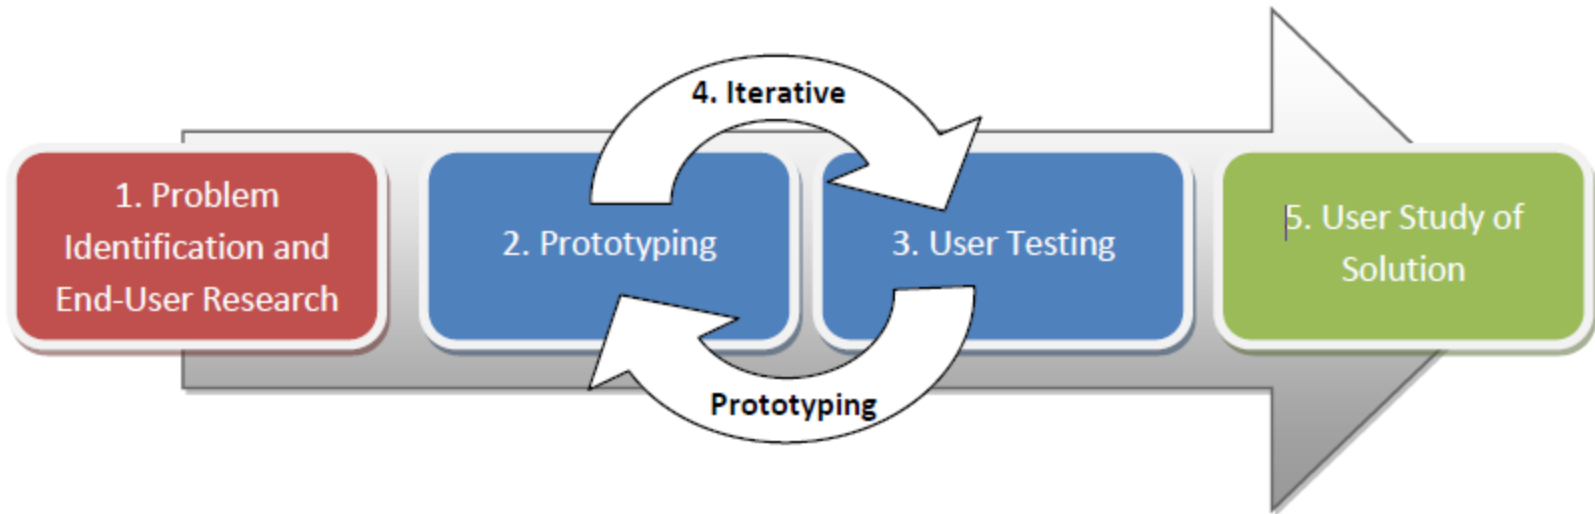 4. Iterative
1. Problem
Identification and
End-User Research
2. Prototyping
3. User Testing
5. User Study of
Solution
Prototyping